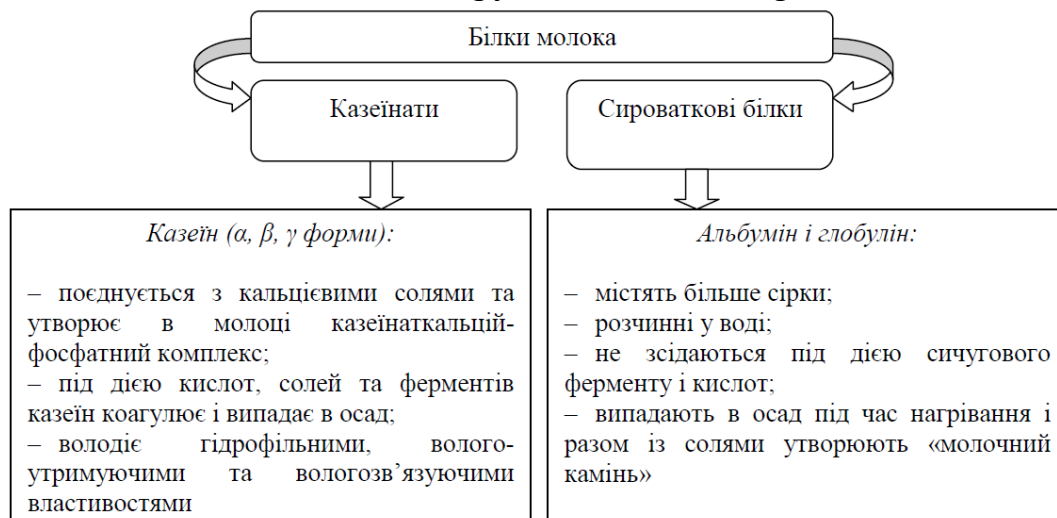 Білки молока
Казеїнати
Сироваткові білки
Казеїн (α, β, γ форми):
– поєднується з кальцієвими солями та
утворює в молоці казеїнаткальцій-
фосфатний комплекс;
– під дією кислот, солей та ферментів
казеїн коагулює і випадає в осад;
– володіє гідрофільними, волого-
утримуючими та вологозв’язуючими
властивостями
Альбумін і глобулін:
– містять більше сірки;
– розчинні у воді;
– не зсідаються під дією сичугового
ферменту і кислот;
– випадають в осад під час нагрівання і
разом із солями утворюють «молочний
камінь»